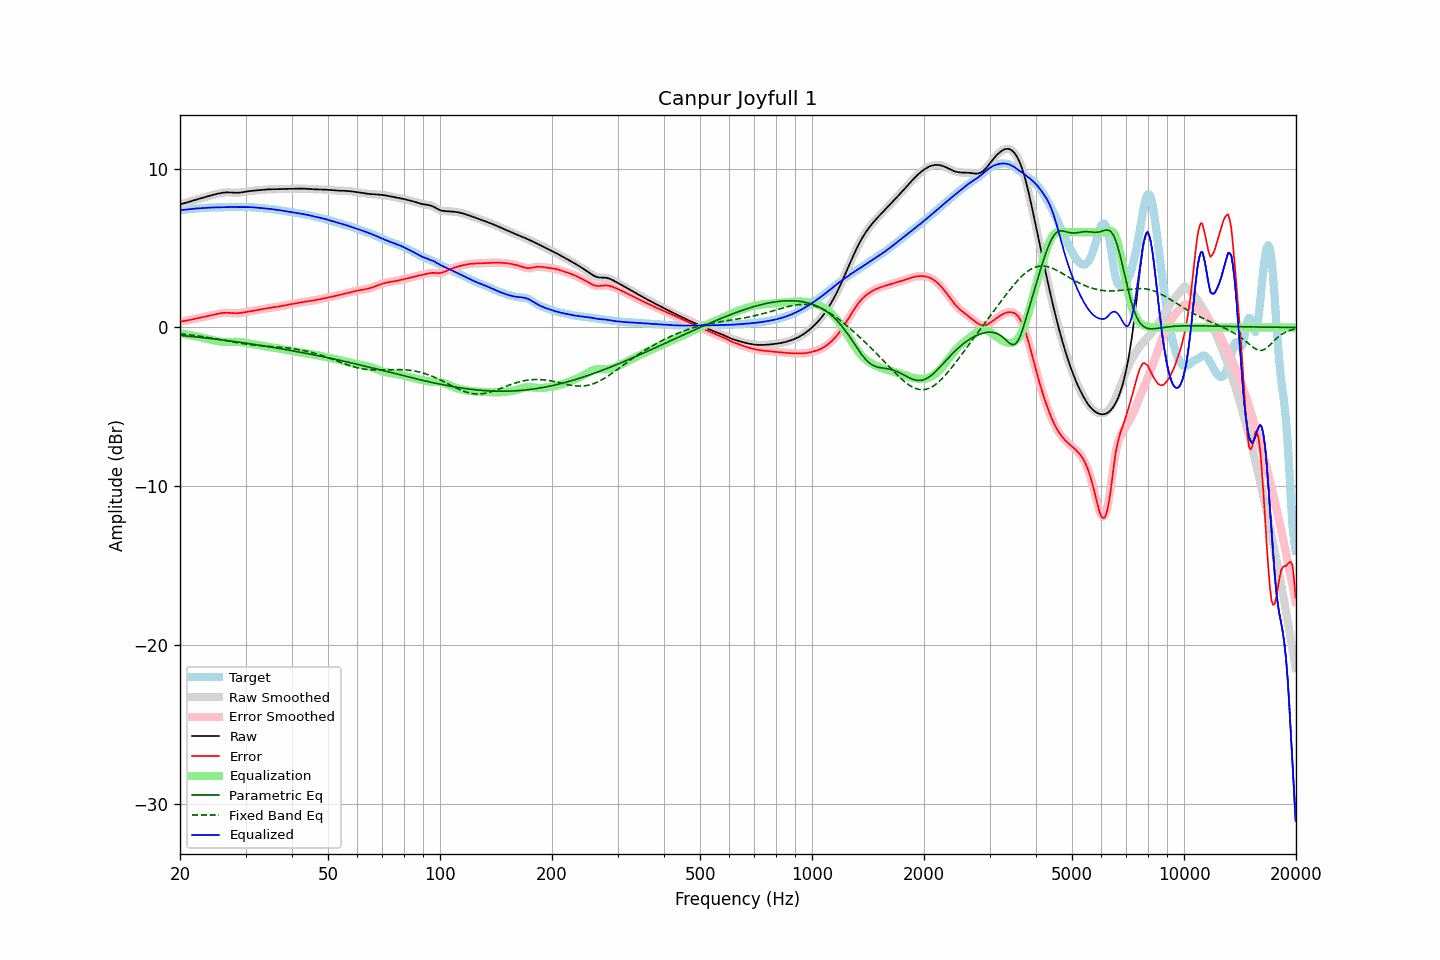 Canpur Joyfull 1
10
0
−10
−20
−30
Amplitude (dBr)
Target
Raw Smoothed
Error Smoothed
Raw
Error
Equalization
Parametric Eq
Fixed Band Eq
Equalized
20 50 100 200 500 1000 2000 5000 10000 20000
Frequency (Hz)